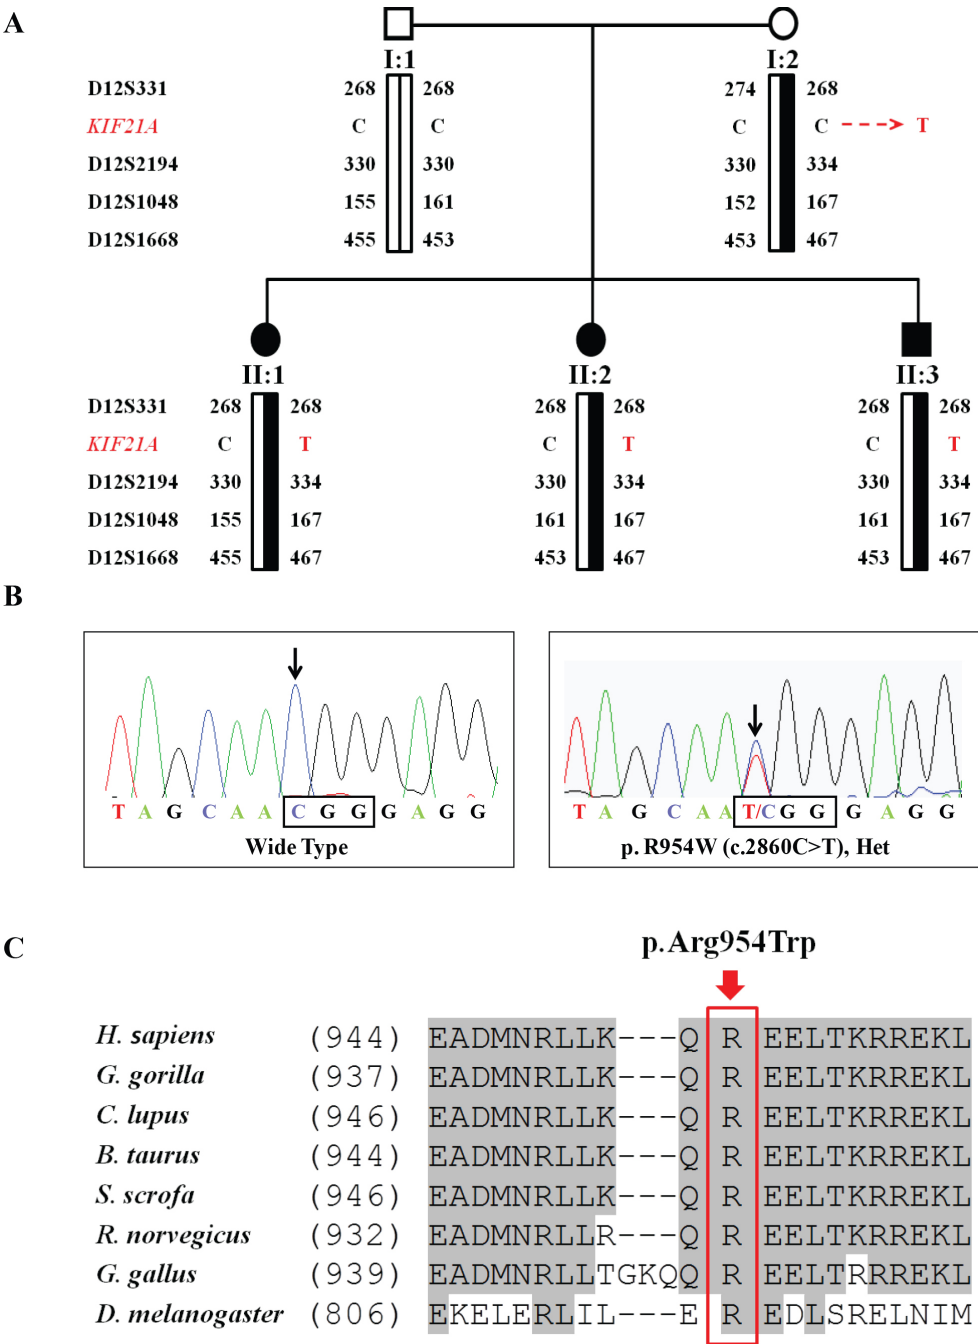 A
I:1 I:2
D12S331 268 268 274 268
KIF21A C C C C T
D12S2194 330 330 330 334
D12S1048 155 161 152 167
D12S1668 455 453 453 467
II:1 II:2 II:3
D12S331 268 268 268 268 268 268
KIF21A C T C T C T
D12S2194 330 334 330 334 330 334
D12S1048 155 167 161 167 161 167
D12S1668 455 467 453 467 453 467
B
T A G C A A C G G G A G G
Wide Type
T A G C A A T/C G G G A G G
p. R954W (c.2860C>T), Het
C
p.Arg954Trp
H. sapiens (944) EADMNRLLK---Q R EELTKRREKL
G. gorilla (937) EADMNRLLK---Q R EELTKRREKL
C. lupus (946) EADMNRLLK---Q R EELTKRREKL
B. taurus (944) EADMNRLLK---Q R EELTKRREKL
S. scrofa (946) EADMNRLLK---Q R EELTKRREKL
R. norvegicus (932) EADMNRLLR---Q R EELTKRREKL
G. gallus (939) EADMNRLLTGKQQ R EELTRRREKL
D. melanogaster (806) EKELERLIL---E R EDLSRELNIM